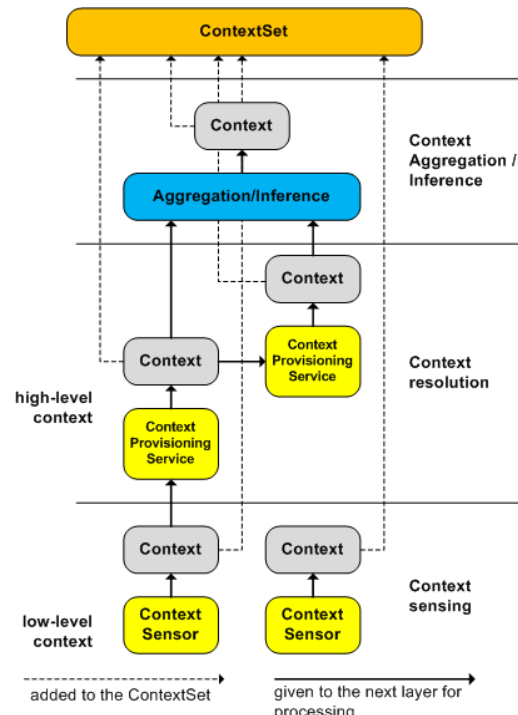 ContextSet
Context
Context
Aggregation /
Inference
Aggregation/Inference
Context
Context
Provisioning
Service
Context
Context
resolution
high-level
context
Context
Provisioning
Service
Context
Context
Context
sensing
low-level
context
Context
Sensor
Context
Sensor
added to the ContextSet
given to the next layer for
processing